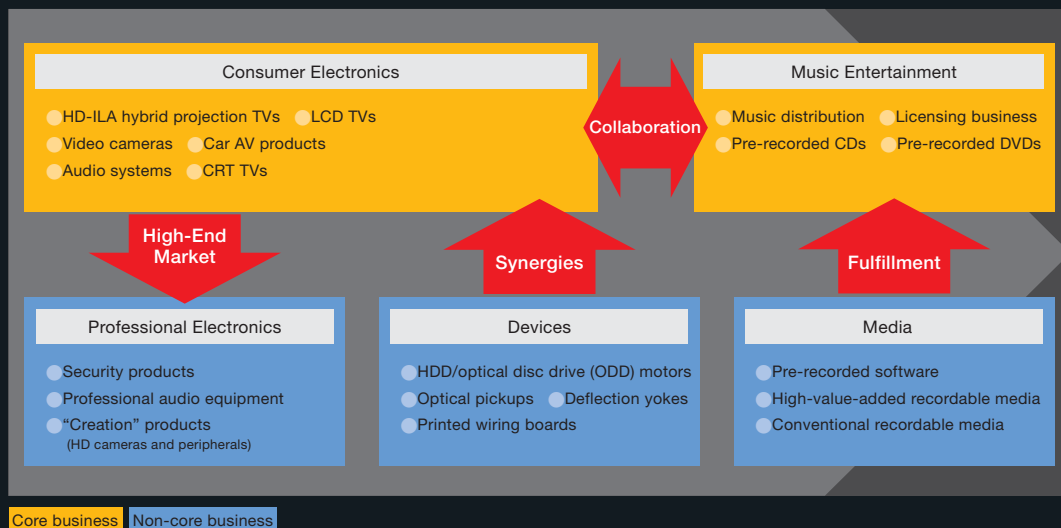 Consumer Electronics
HD-ILA hybrid projection TVs LCD TVs
Video cameras Car AV products
Audio systems CRT TVs
Collaboration
Music Entertainment
Music distribution Licensing business
Pre-recorded CDs Pre-recorded DVDs
High-End
Market
Synergies
Fulfillment
Professional Electronics
Security products
Professional audio equipment
“Creation” products
(HD cameras and peripherals)
Devices
HDD/optical disc drive (ODD) motors
Optical pickups Deflection yokes
Printed wiring boards
Media
Pre-recorded software
High-value-added recordable media
Conventional recordable media
Core business Non-core business